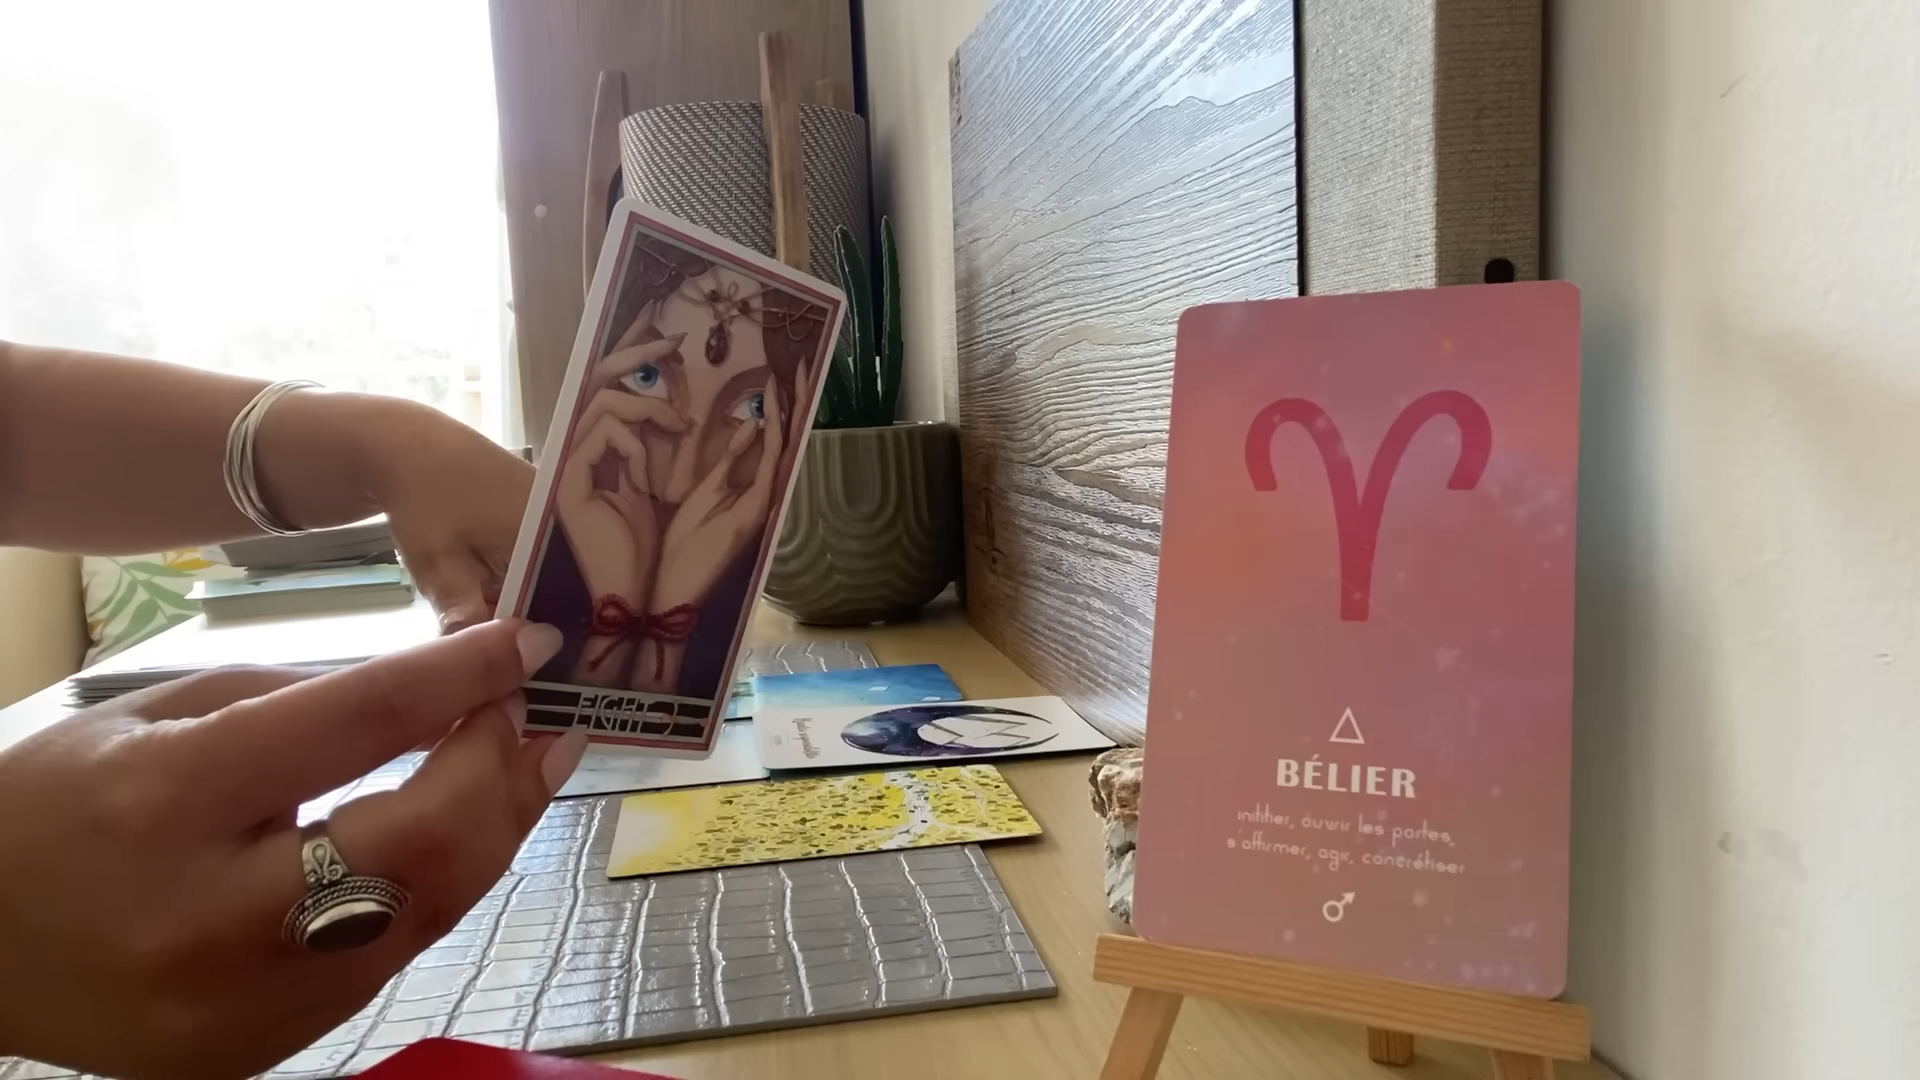 EIGHT
BÉLIER
initier, ouvrir les portes,
s'affirmer, agir, concrétiser